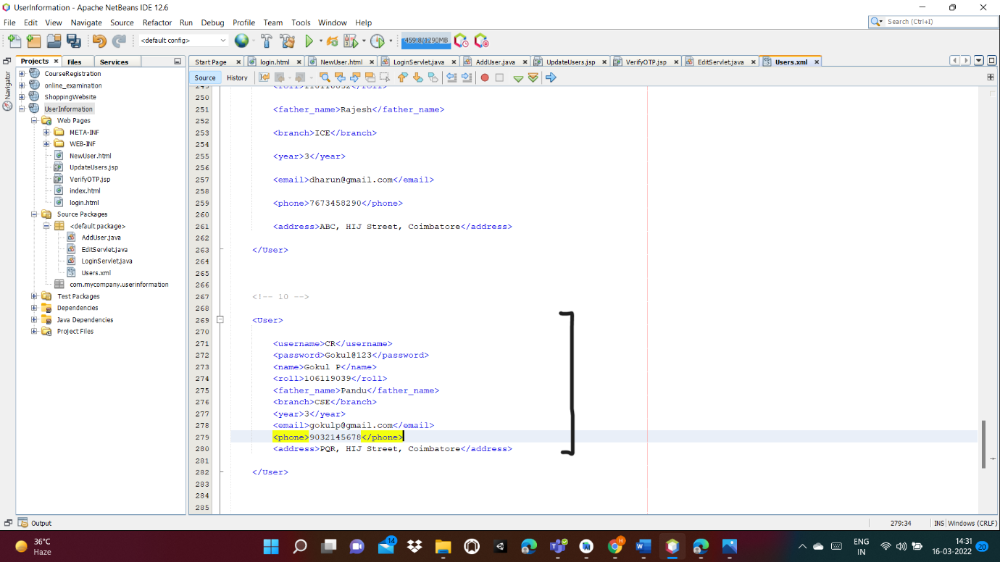 UserInformation - Apache NetBeans IDE 12.6
File Edit View Navigate Source Refactor Run Debug Profile Team Tools Window Help
Search (Ctrl+I)
<default config>
459.8/1290MB
Projects Files Services
Start Page login.html NewUser.html LoginServlet.java AddUser.java UpdateUsers.jsp VerifyOTP.jsp EditServlet.java Users.xml
Source History
Navigator
CourseRegistration
online_examination
ShoppingWebsite
UserInformation
Web Pages
META-INF
WEB-INF
NewUser.html
UpdateUsers.jsp
VerifyOTP.jsp
index.html
login.html
Source Packages
<default package>
AddUser.java
EditServlet.java
LoginServlet.java
Users.xml
com.mycompany.userinformation
Test Packages
Dependencies
Java Dependencies
Project Files
250
251 <father_name>Rajesh</father_name>
252
253 <branch>ICE</branch>
254
255 <year>3</year>
256
257 <email>dharun@gmail.com</email>
258
259 <phone>7673458290</phone>
260
261 <address>ABC, HIJ Street, Coimbatore</address>
262
263 </User>
264
265
266
267 <!-- 10 -->
268
269 <User>
270
271 <username>CR</username>
272 <password>Gokul@123</password>
273 <name>Gokul P</name>
274 <roll>106119039</roll>
275 <father_name>Pandu</father_name>
276 <branch>CSE</branch>
277 <year>3</year>
278 <email>gokulp@gmail.com</email>
279 <phone>9032145678</phone>
280 <address>PQR, HIJ Street, Coimbatore</address>
281
282 </User>
283
284
285
Output
279:34 INS Windows (CRLF)
36°C
Haze
14
H
ENG
IN
14:31
16-03-2022
20